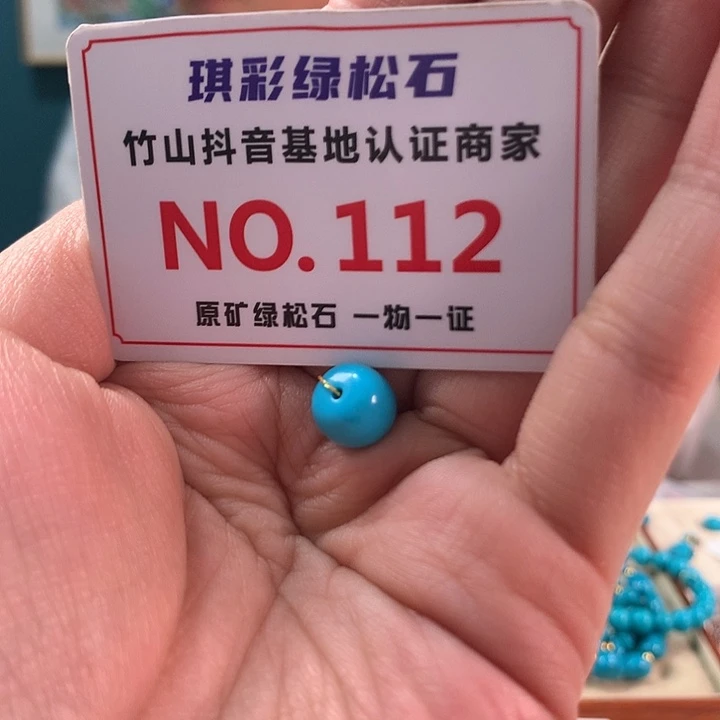 琪彩绿松石
竹山抖音基地认证商家
NO.112
原矿绿松石 一物一证